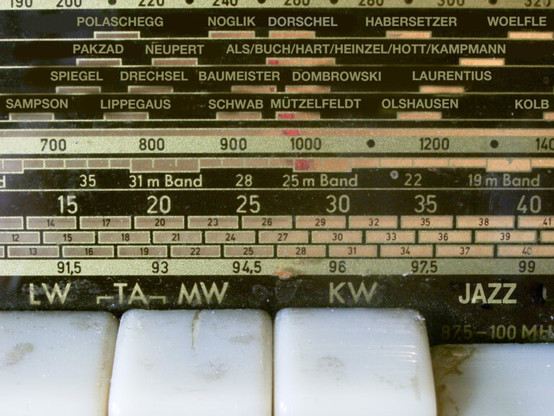 190 200 220 240 260 280 320
POLASCHEGG NOGLIK DORSCHEL HABERSETZER WOELFLE
PAKZAD NEUPERT ALS/BUCH/HART/HEINZEL/HOTT/KAMPMANN
SPIEGEL DRECHSEL BAUMEISTER DOMBROWSKI LAURENTIUS
SAMPSON LIPPEGAUS SCHWAB MÜTZELFELDT OLSHAUSEN KOLB
700 800 900 1000 1200 140
d 35 31 m Band 28 25 m Band 22 19 m Band
15 20 25 30 35 40
14 17 20 23 26 29 32 35 38 41
12 15 18 21 24 27 30 33 36 39
13 16 19 22 25 28 31 34 37 40
91,5 93 94,5 96 97,5 99
LW TA MW KW JAZZ
87.5–100 MH